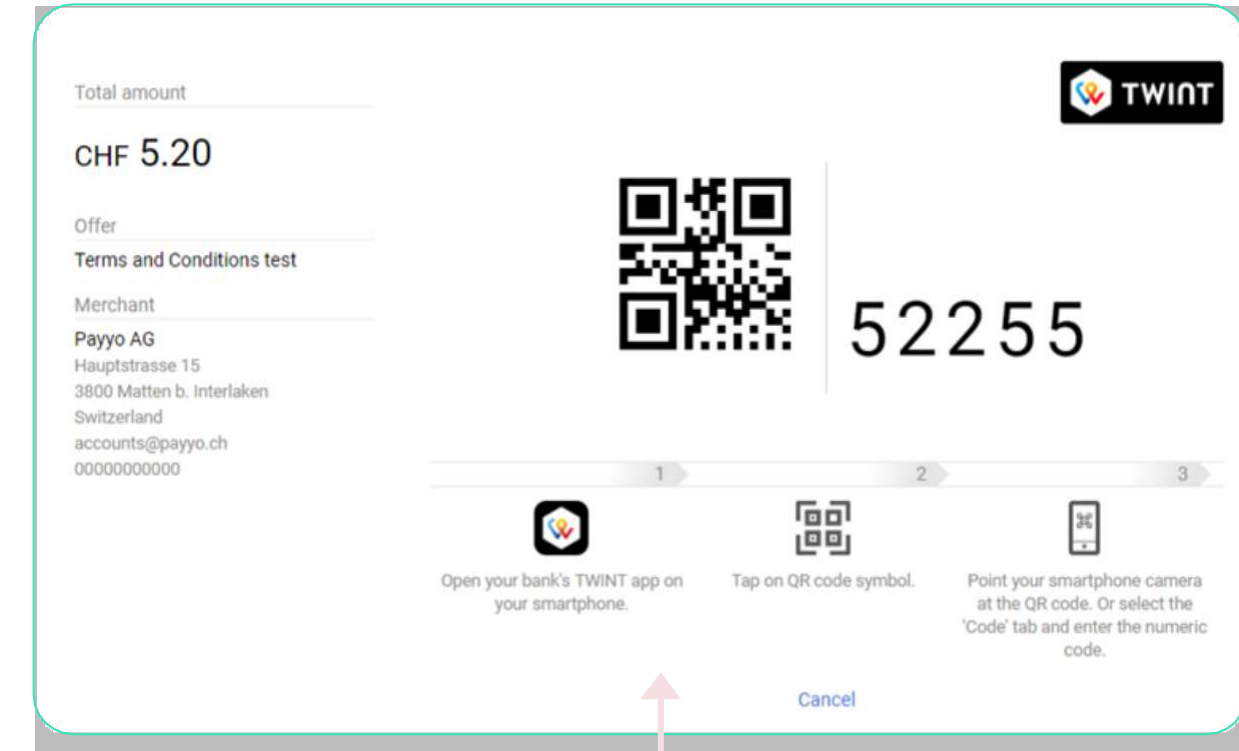 Total amount
CHF 5.20
Offer
Terms and Conditions test
Merchant
Payyo AG
Hauptstrasse 15
3800 Matten b. Interlaken
Switzerland
accounts@payyo.ch
00000000000
TWINT
52255
1
2
3
Open your bank's TWINT app on
your smartphone.
Tap on QR code symbol.
Point your smartphone camera
at the QR code. Or select the
'Code' tab and enter the numeric
code.
Cancel